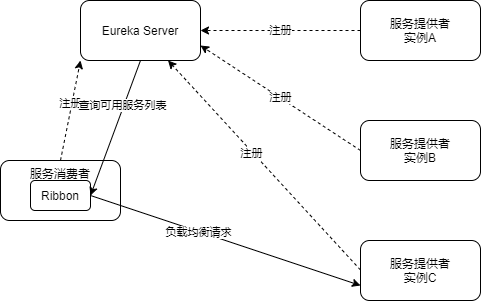 Eureka Server
注册
服务提供者
实例A
注册
查询可用服务列表
注册
服务提供者
实例B
注册
服务消费者
Ribbon
负载均衡请求
服务提供者
实例C